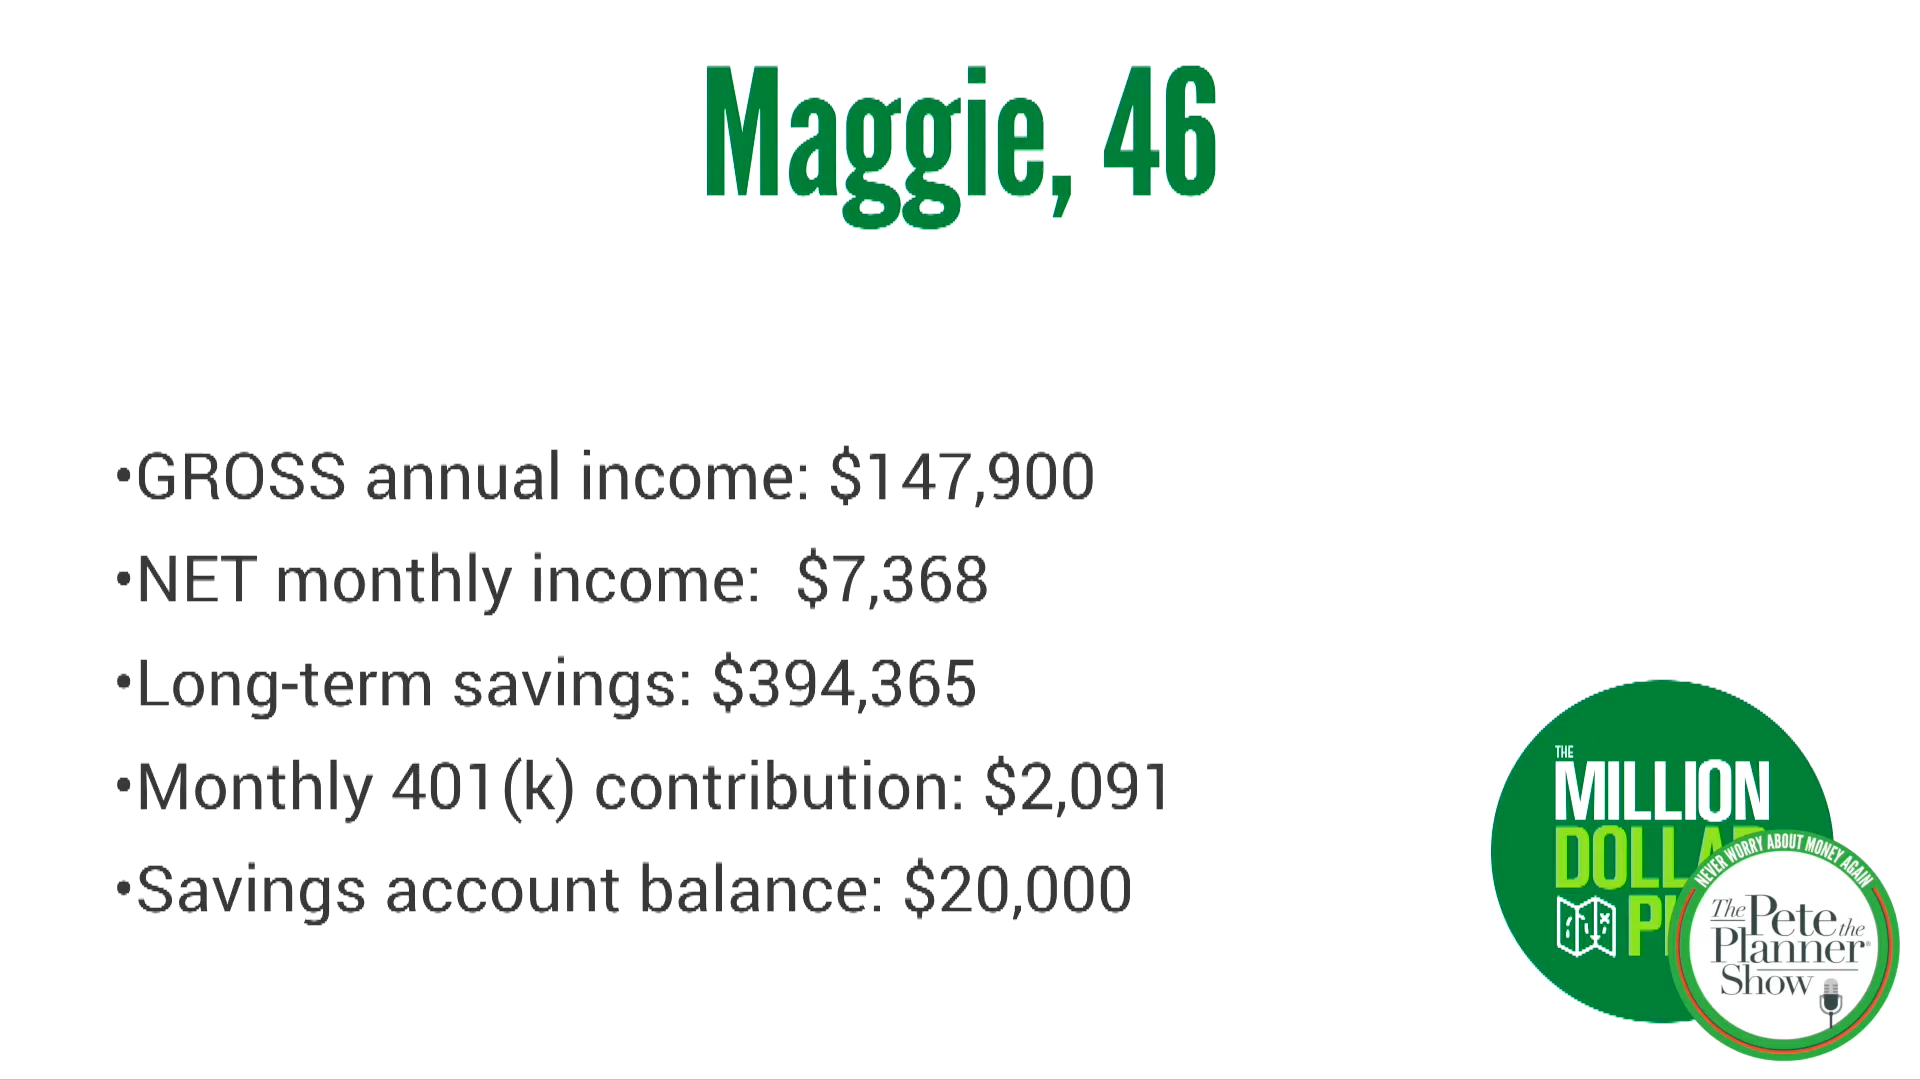 Maggie, 46
•GROSS annual income: $147,900
•NET monthly income: $7,368
•Long-term savings: $394,365
•Monthly 401(k) contribution: $2,091
•Savings account balance: $20,000
THE
MILLION
NEVER WORRY ABOUT MONEY AGAIN
The Pete the
Planner®
Show